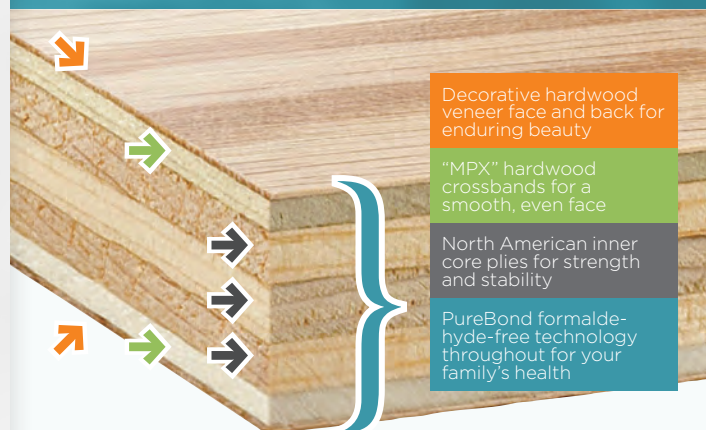 Decorative hardwood
veneer face and back for
enduring beauty
“MPX” hardwood
crossbands for a
smooth, even face
North American inner
core plies for strength
and stability
PureBond formalde-
hyde-free technology
throughout for your
family’s health